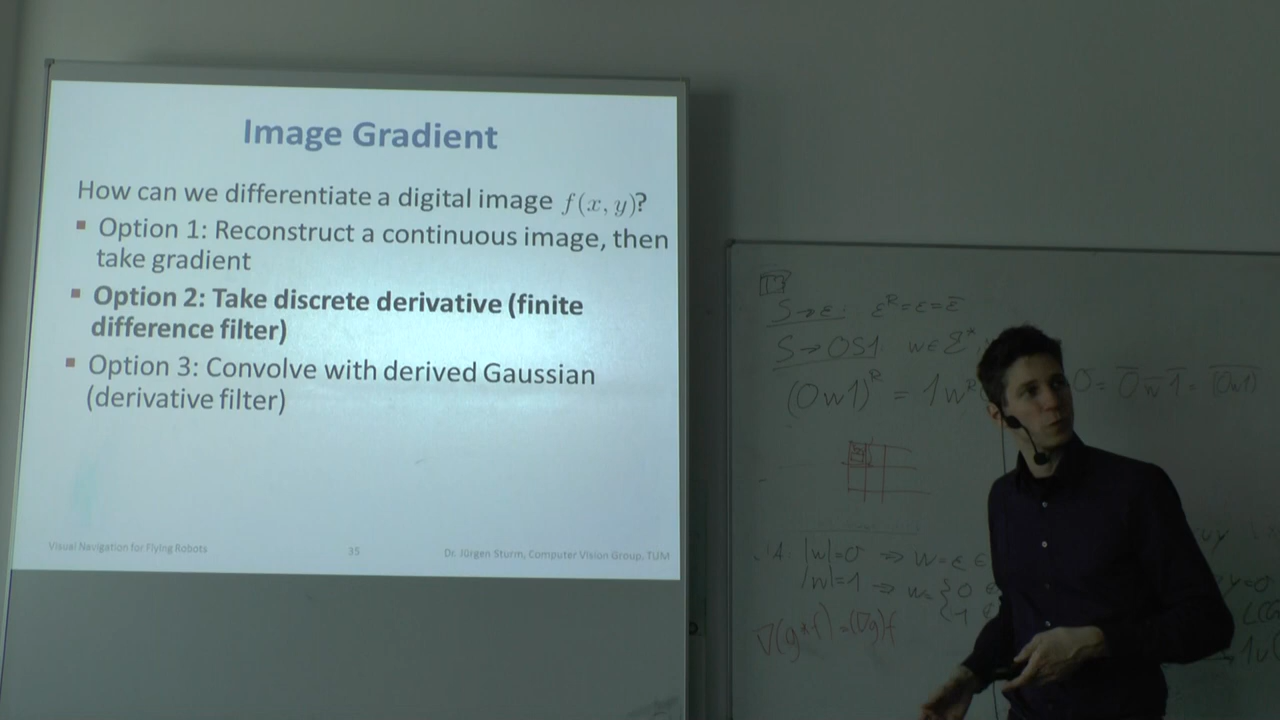 Image Gradient
How can we differentiate a digital image f(x, y)?
▪ Option 1: Reconstruct a continuous image, then
take gradient
▪ Option 2: Take discrete derivative (finite
difference filter)
▪ Option 3: Convolve with derived Gaussian
(derivative filter)
Visual Navigation for Flying Robots
35
Dr. Jürgen Sturm, Computer Vision Group, TUM
S→ε: ε^R=ε=ε̅
S→0S1 w∈Σ*
(0w1)^R = 1w^R
|w|=0 ⇒ w=ε
|w|=1 ⇒
∇(g*f)=(∇g)f